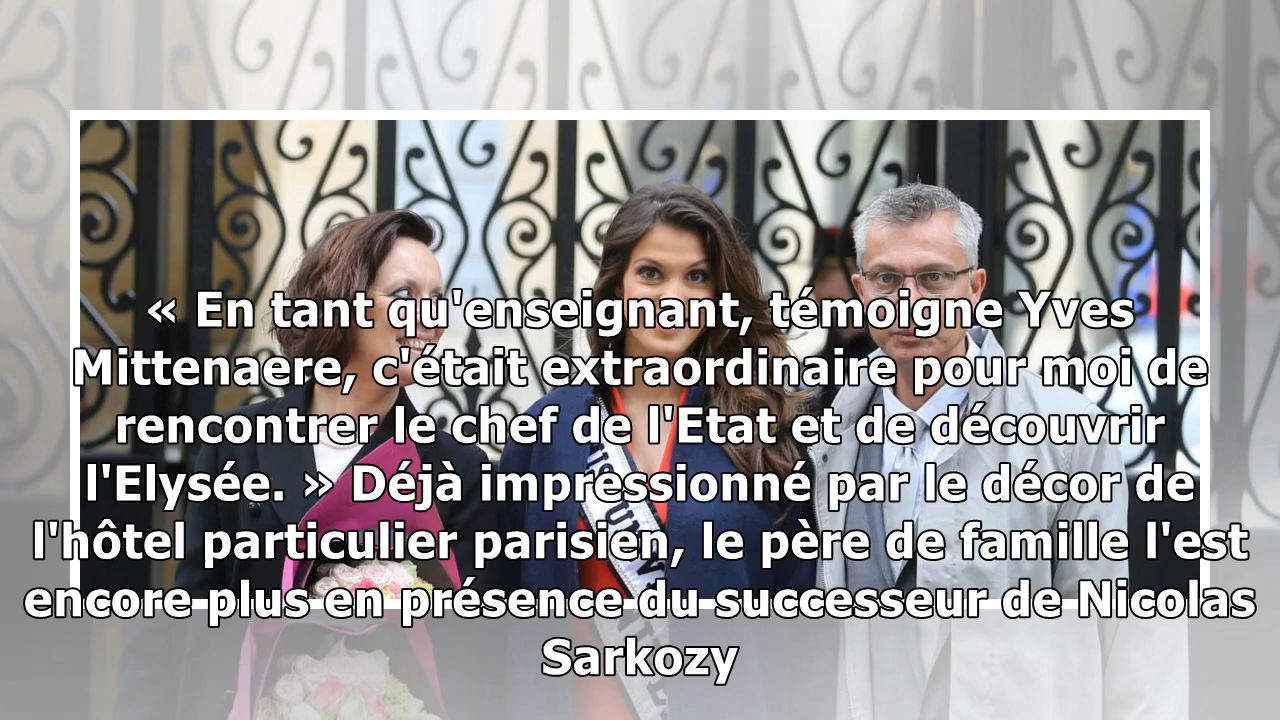 « En tant qu'enseignant, témoigne Yves
Mittenaere, c'était extraordinaire pour moi de
rencontrer le chef de l'Etat et de découvrir
l'Elysée. » Déjà impressionné par le décor de
l'hôtel particulier parisien, le père de famille l'est
encore plus en présence du successeur de Nicolas
Sarkozy